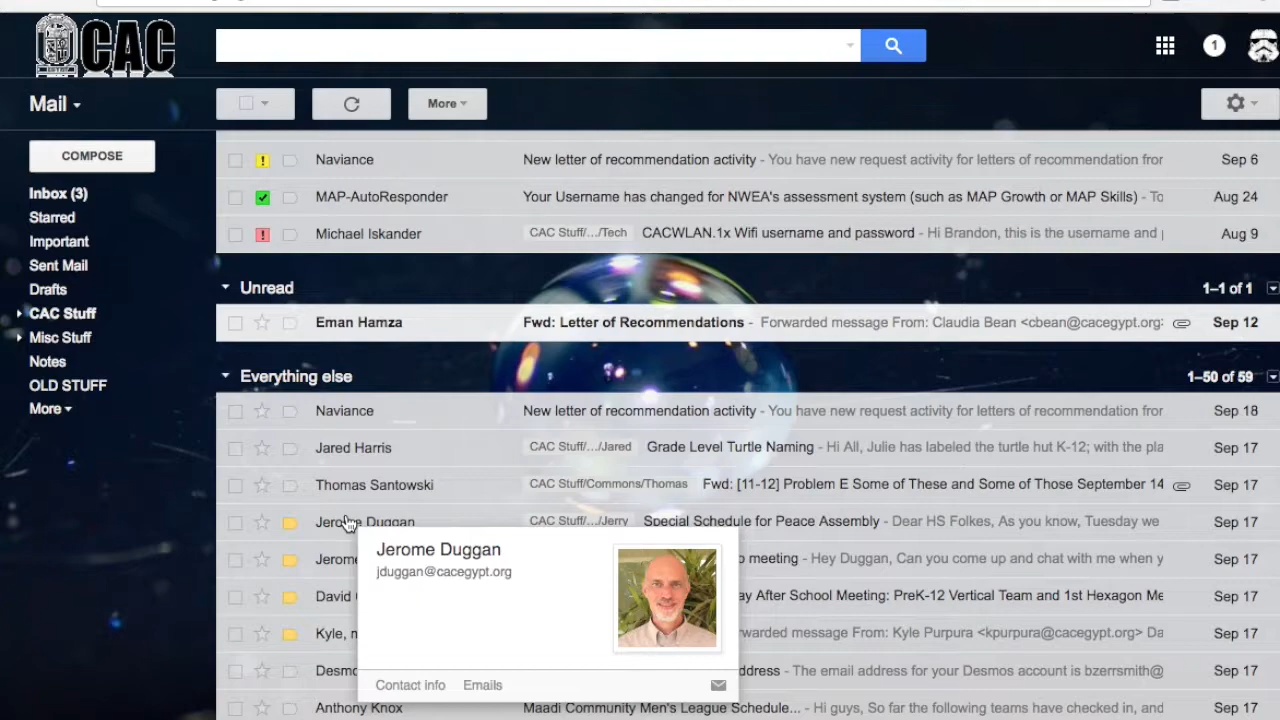 CAC
1
Mail
More
COMPOSE
Inbox (3)
Starred
Important
Sent Mail
Drafts
CAC Stuff
Misc Stuff
Notes
OLD STUFF
More
Naviance New letter of recommendation activity - You have new request activity for letters of recommendation Sep 6
MAP-AutoResponder Your Username has changed for NWEA's assessment system (such as MAP Growth or MAP Skills) - To Sep 6 Aug 24
Michael Iskander CAC Stuff/.../Tech CACWLAN.1x Wifi username and password - Hi Brandon, this is the username and Aug 9
Unread 1–1 of 1
Eman Hamza Fwd: Letter of Recommendations - Forwarded message From: Claudia Bean <cbean@cacegypt.org> Sep 12
Everything else 1–50 of 59
Naviance New letter of recommendation activity - You have new request activity for letters of recommendation Sep 18
Jared Harris CAC Stuff/.../Jared Grade Level Turtle Naming - Hi All, Julie has labeled the turtle hut K-12; with the pla Sep 17
Thomas Santowski CAC Stuff/Commons/Thomas Fwd: [11-12] Problem E Some of These and Some of Those September 14 Sep 17
Jerome Duggan CAC Stuff/.../Jerry Special Schedule for Peace Assembly - Dear HS Folkes, As you know, Tuesday we Sep 17
Jerome meeting - Hey Duggan, Can you come up and chat with me when y Sep 17
David After School Meeting: PreK-12 Vertical Team and 1st Hexagon Me Sep 17
Kyle, message From: Kyle Purpura <kpurpura@cacegypt.org> Da Sep 17
Desmo - The email address for your Desmos account is bzerrsmith@ Sep 17
Anthony Knox Maadi Community Men's League Schedule... - Hi guys, So far the following teams have checked in, and Sep 17
Jerome Duggan
jduggan@cacegypt.org
Contact info Emails